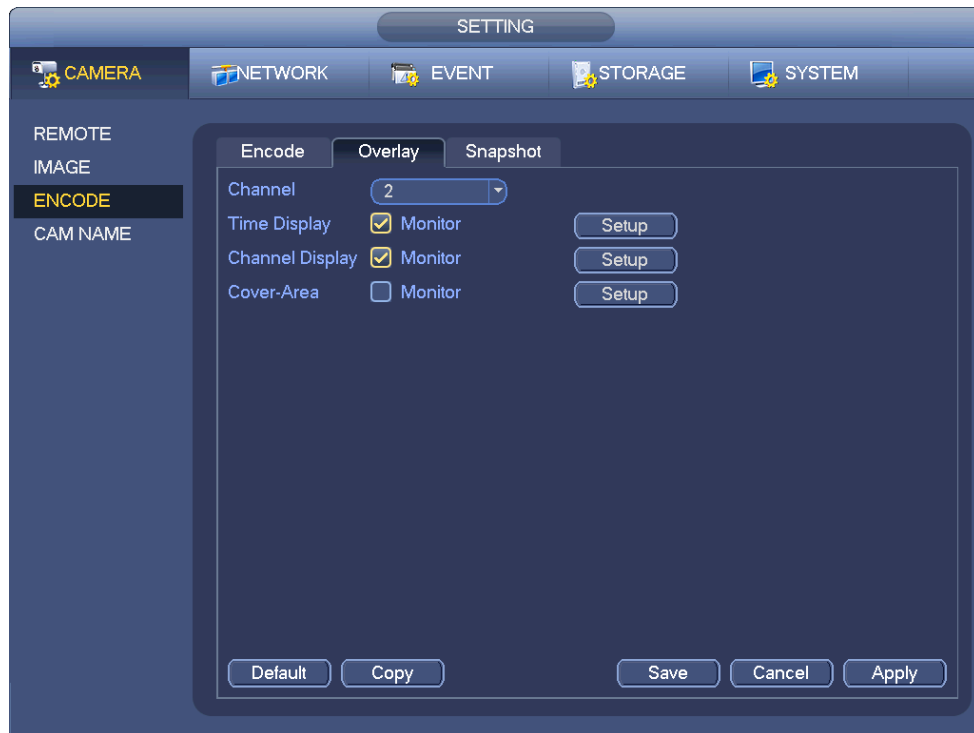 SETTING
CAMERA NETWORK EVENT STORAGE SYSTEM
REMOTE
IMAGE
ENCODE
CAM NAME
Encode Overlay Snapshot
Channel 2
Time Display Monitor Setup
Channel Display Monitor Setup
Cover-Area Monitor Setup
Default Copy Save Cancel Apply